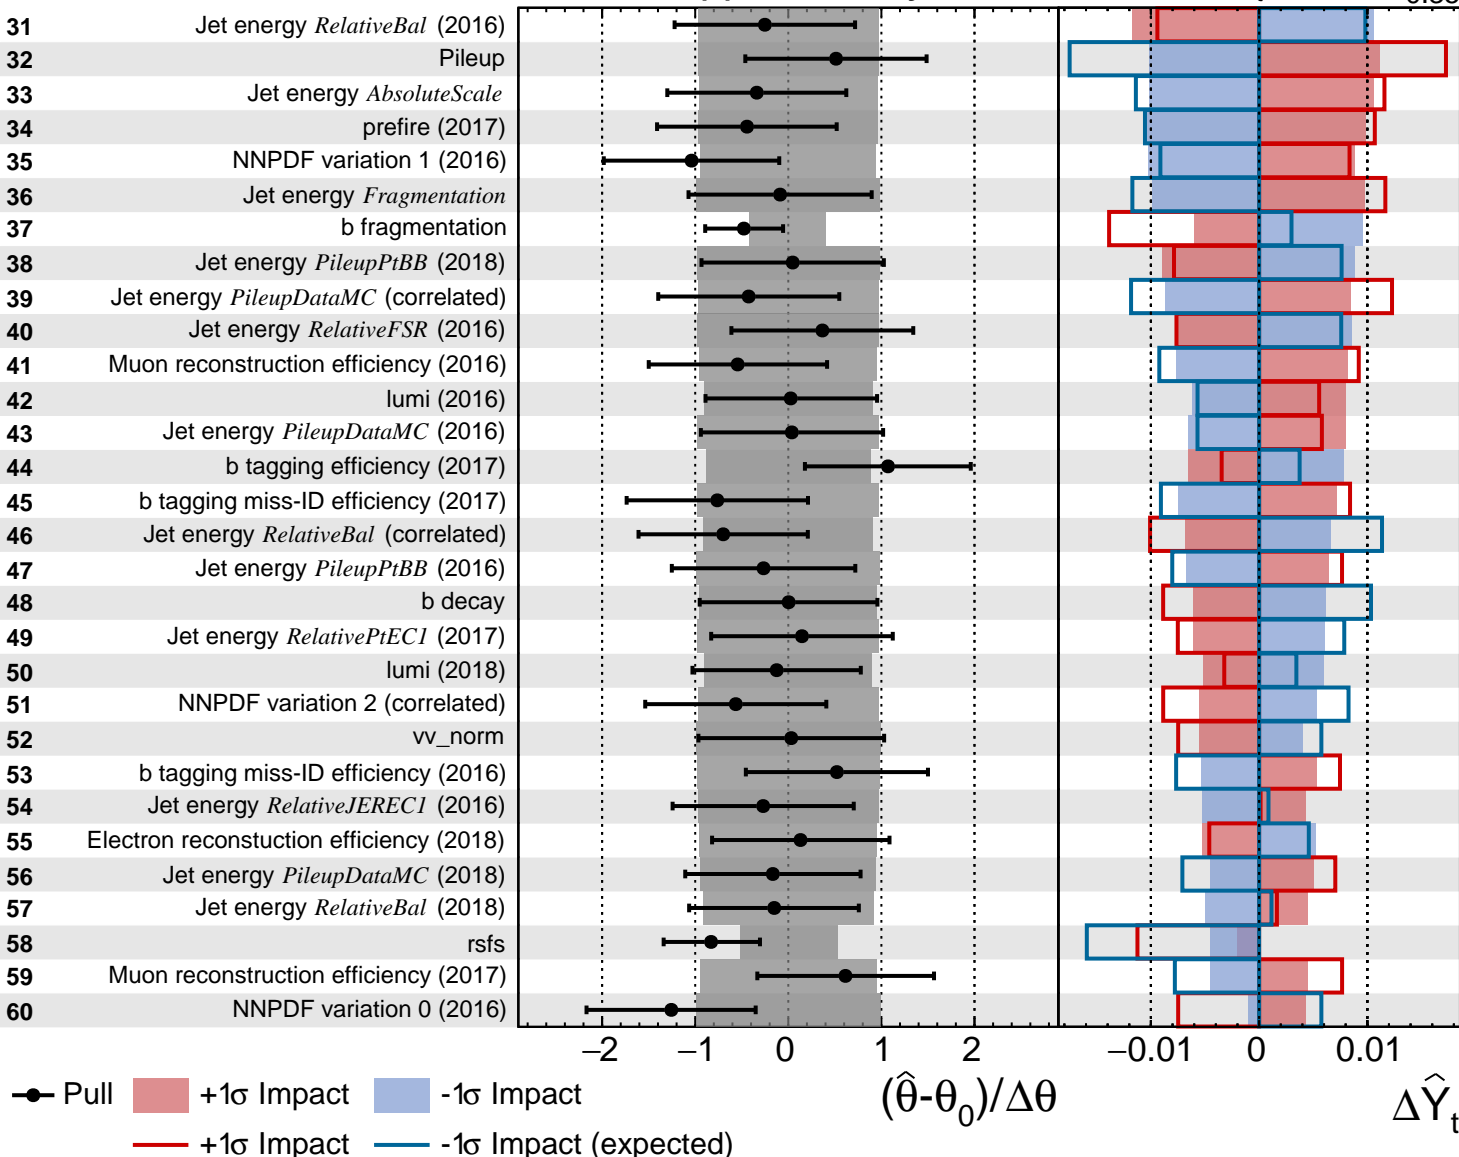 31 Jet energy RelativeBal (2016)
32 Pileup
33 Jet energy AbsoluteScale
34 prefire (2017)
35 NNPDF variation 1 (2016)
36 Jet energy Fragmentation
37 b fragmentation
38 Jet energy PileupPtBB (2018)
39 Jet energy PileupDataMC (correlated)
40 Jet energy RelativeFSR (2016)
41 Muon reconstruction efficiency (2016)
42 lumi (2016)
43 Jet energy PileupDataMC (2016)
44 b tagging efficiency (2017)
45 b tagging miss-ID efficiency (2017)
46 Jet energy RelativeBal (correlated)
47 Jet energy PileupPtBB (2016)
48 b decay
49 Jet energy RelativePtEC1 (2017)
50 lumi (2018)
51 NNPDF variation 2 (correlated)
52 vv_norm
53 b tagging miss-ID efficiency (2016)
54 Jet energy RelativeJEREC1 (2016)
55 Electron reconstuction efficiency (2018)
56 Jet energy PileupDataMC (2018)
57 Jet energy RelativeBal (2018)
58 rsfs
59 Muon reconstruction efficiency (2017)
60 NNPDF variation 0 (2016)
−2 −1 0 1 2 −0.01 0 0.01
Pull +1σ Impact -1σ Impact (θ̂-θ₀)/Δθ ΔŶₜ
+1σ Impact -1σ Impact (expected)